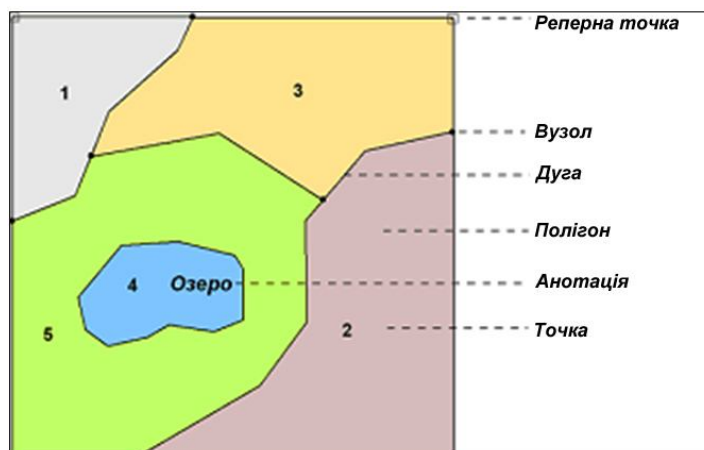 Реперна точка
1
3
Вузол
Дуга
Полігон
4 Озеро
Анотація
5
2
Точка